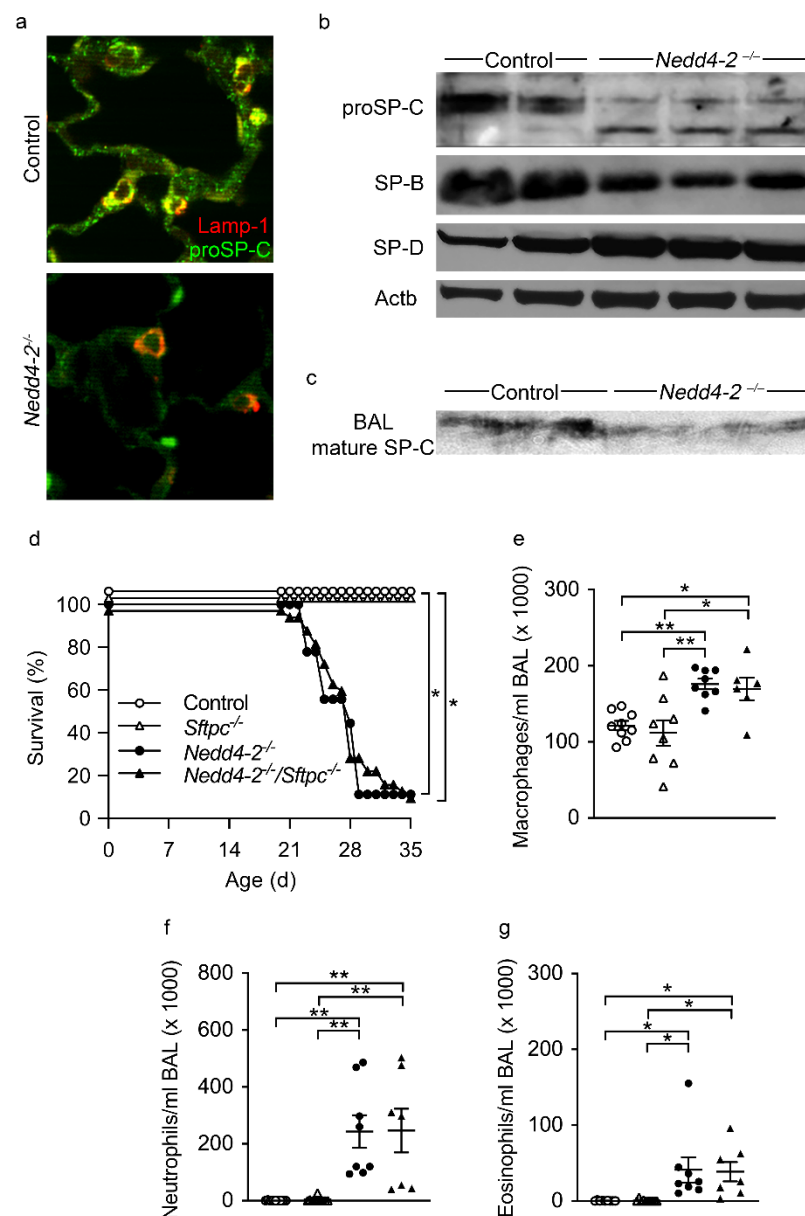 a
Control
Lamp-1
proSP-C
Nedd4-2-/-
b
Control Nedd4-2 -/-
proSP-C
SP-B
SP-D
Actb
c
Control Nedd4-2 -/-
BAL
mature SP-C
d
Survival (%)
100
80
60
40
20
0
Control
Sftpc-/-
Nedd4-2-/-
Nedd4-2-/-/Sftpc-/-
* *
0 7 14 21 28 35
Age (d)
e
Macrophages/ml BAL (x 1000)
300
200
100
0
*
*
**
**
f
Neutrophils/ml BAL (x 1000)
800
600
400
200
0
**
**
**
**
g
Eosinophils/ml BAL (x 1000)
300
200
100
0
*
*
*
*